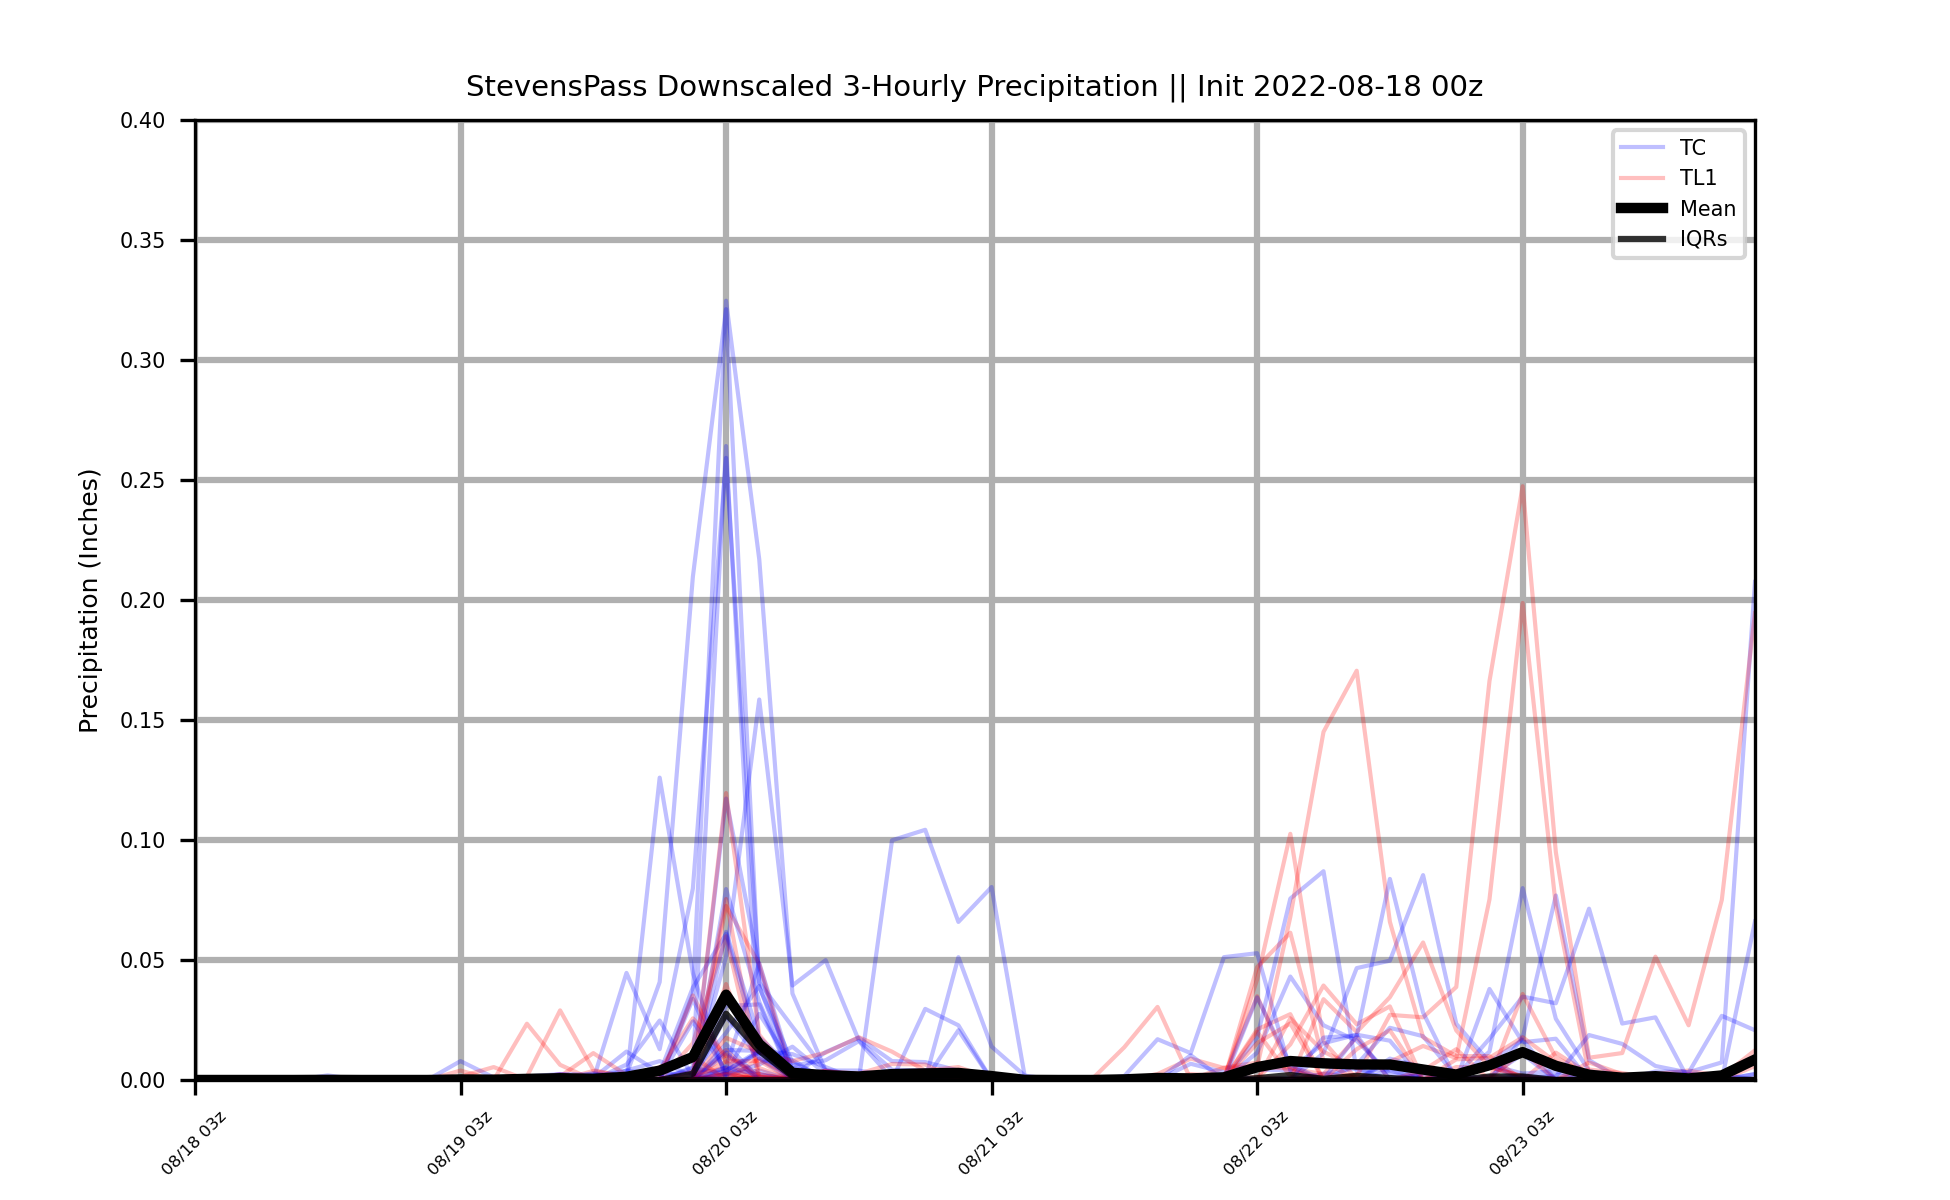 StevensPass Downscaled 3-Hourly Precipitation || Init 2022-08-18 00z
Precipitation (Inches)
0.40
0.35
0.30
0.25
0.20
0.15
0.10
0.05
0.00
TC
TL1
Mean
IQRs
08/18 03z
08/19 03z
08/20 03z
08/21 03z
08/22 03z
08/23 03z